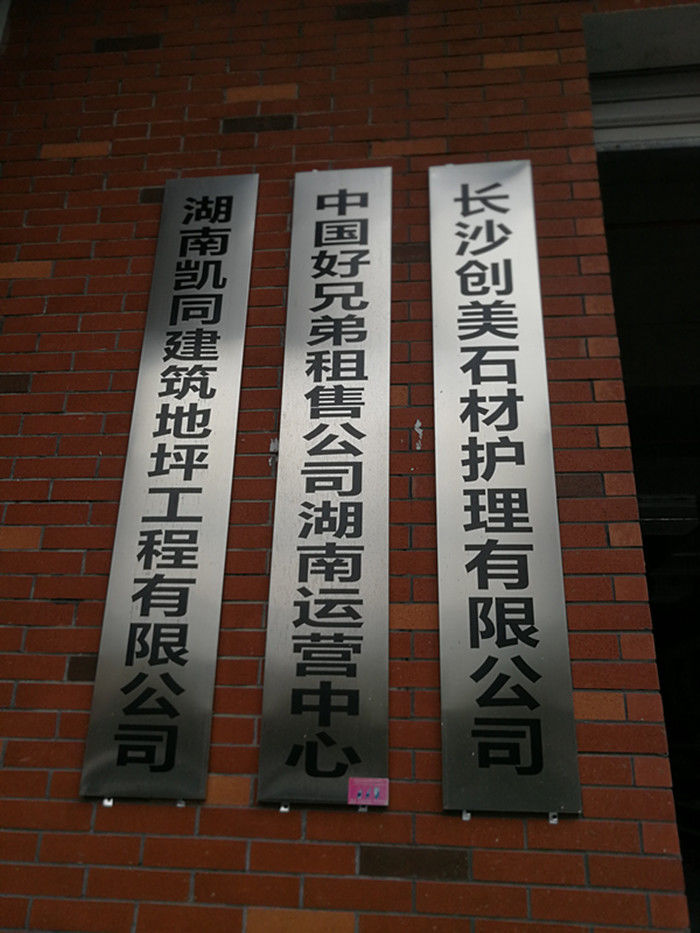 湖南凯同建筑地坪工程有限公司
中国好兄弟租售公司湖南运营中心
长沙创美石材护理有限公司